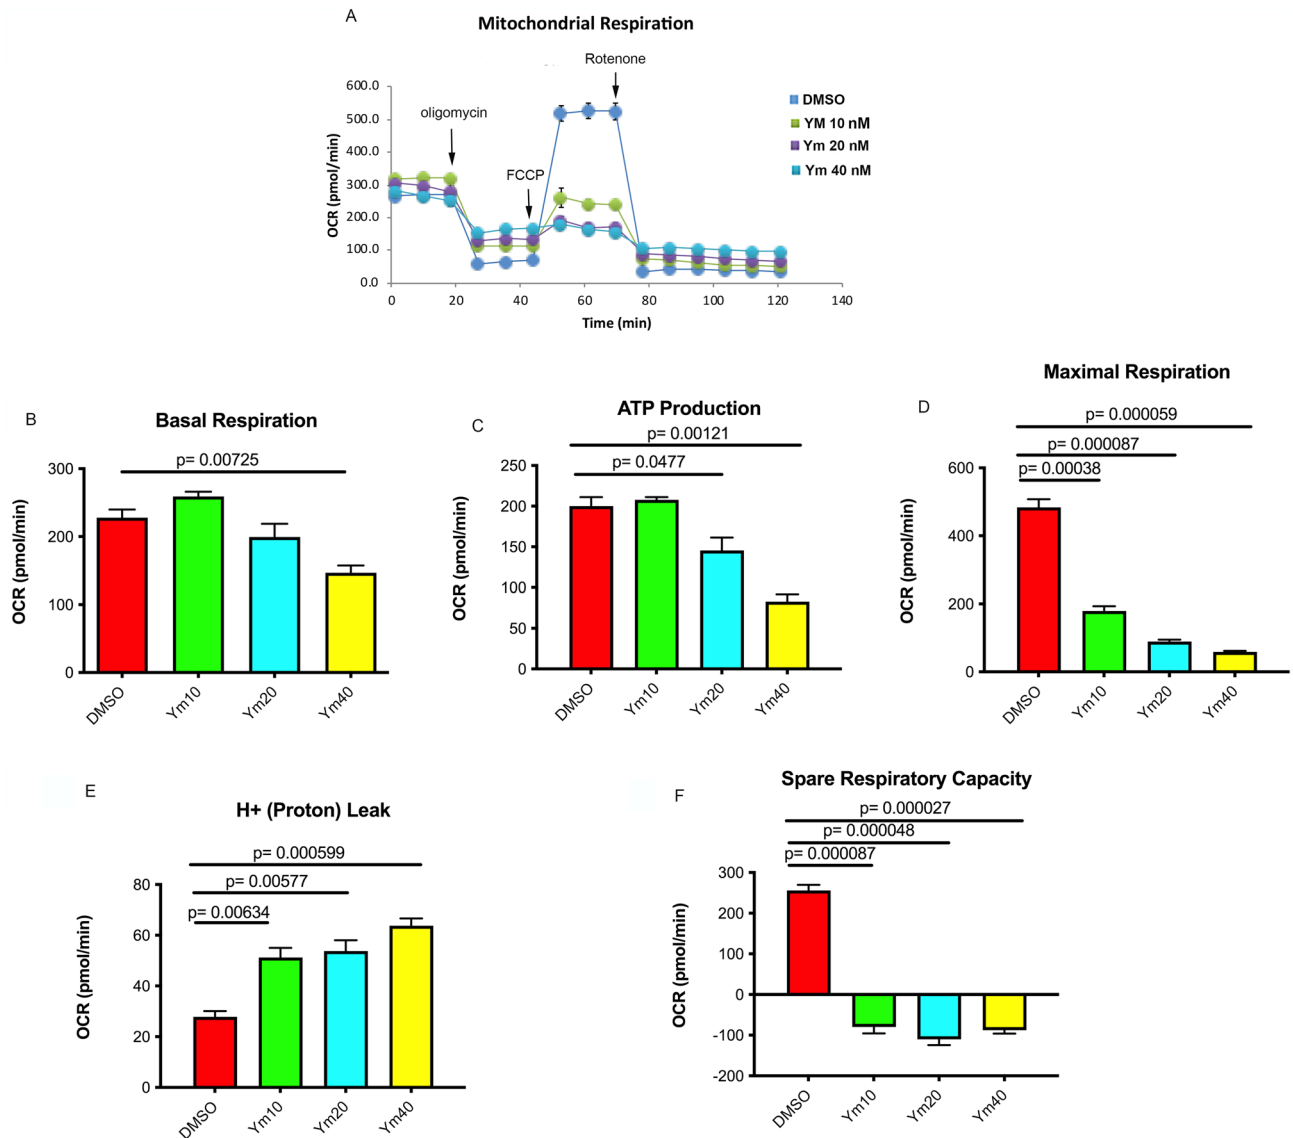 A
Mitochondrial Respiration
Rotenone
600.0
500.0
400.0
300.0
200.0
100.0
0.0
OCR (pmol/min)
oligomycin
FCCP
DMSO
YM 10 nM
Ym 20 nM
Ym 40 nM
0 20 40 60 80 100 120 140
Time (min)
B
Basal Respiration
p= 0.00725
300
200
100
0
OCR (pmol/min)
DMSO Ym10 Ym20 Ym40
C
ATP Production
p= 0.00121
p= 0.0477
250
200
150
100
50
0
OCR (pmol/min)
DMSO Ym10 Ym20 Ym40
D
Maximal Respiration
p= 0.000059
p= 0.000087
p= 0.00038
600
400
200
0
OCR (pmol/min)
DMSO Ym10 Ym20 Ym40
E
H+ (Proton) Leak
p= 0.000599
p= 0.00577
p= 0.00634
80
60
40
20
0
OCR (pmol/min)
DMSO Ym10 Ym20 Ym40
F
Spare Respiratory Capacity
p= 0.000027
p= 0.000048
p= 0.000087
300
200
100
0
-100
-200
OCR (pmol/min)
DMSO Ym10 Ym20 Ym40